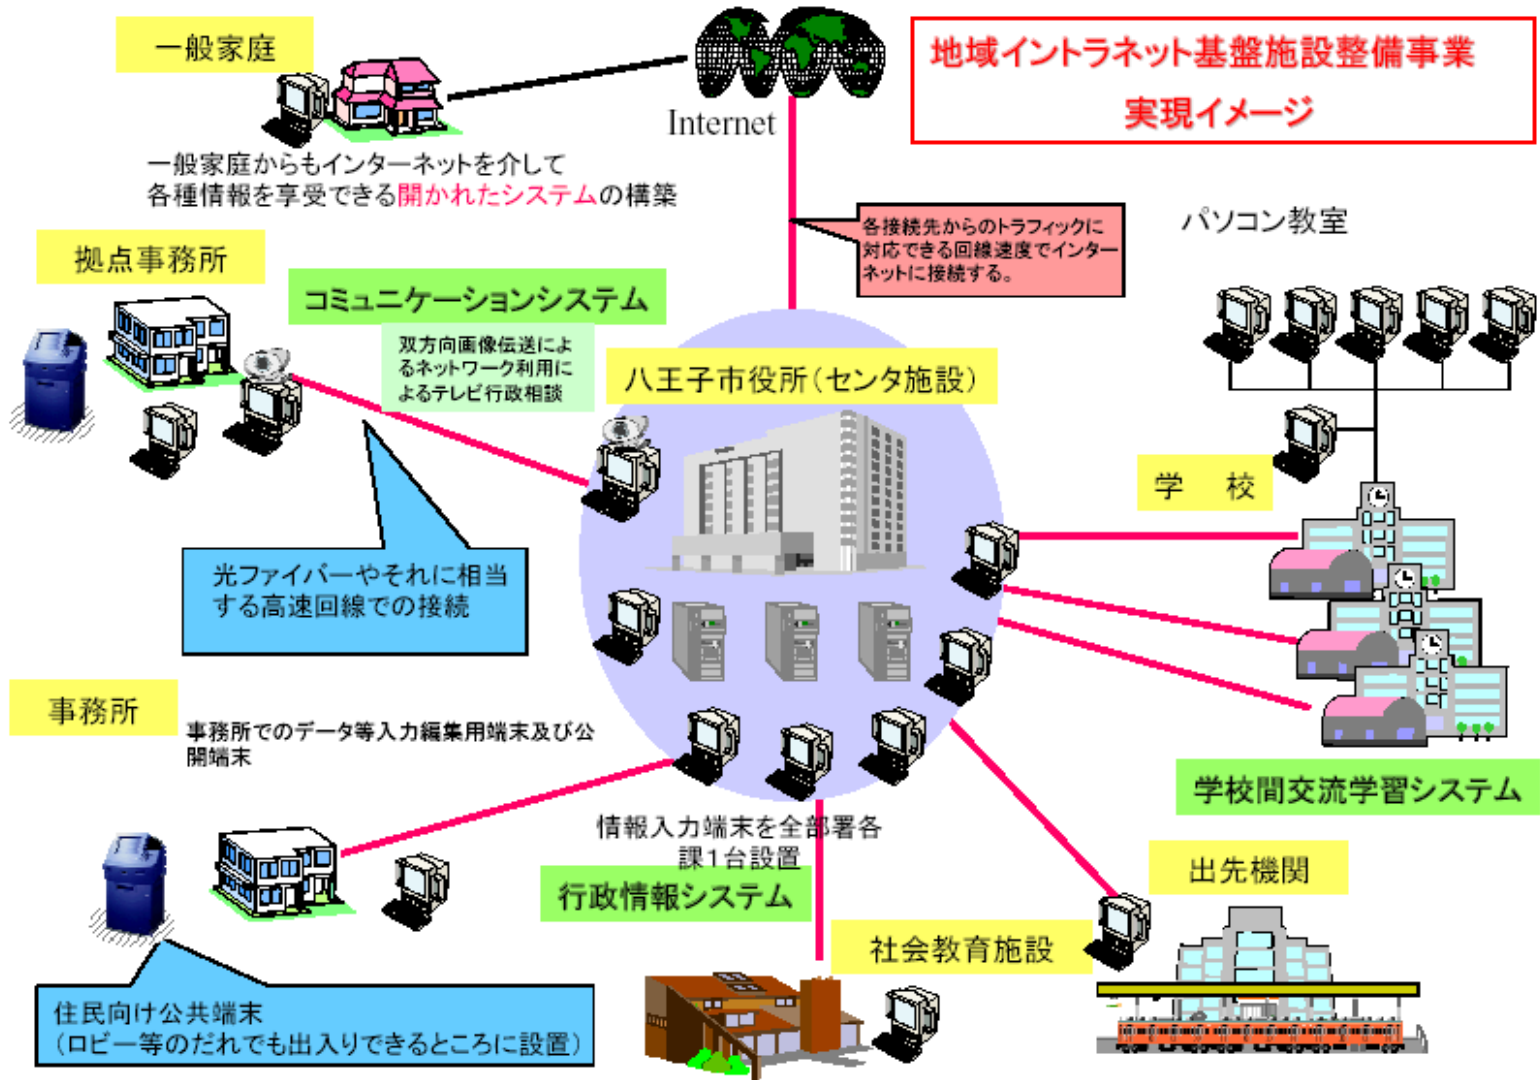 一般家庭
Internet
地域イントラネット基盤施設整備事業
実現イメージ
一般家庭からもインターネットを介して
各種情報を享受できる開かれたシステムの構築
各接続先からのトラフィックに
対応できる回線速度でインター
ネットに接続する。
パソコン教室
拠点事務所
コミュニケーションシステム
双方向画像伝送によ
るネットワーク利用に
よるテレビ行政相談
八王子市役所(センタ施設)
学 校
光ファイバーやそれに相当
する高速回線での接続
事務所
事務所でのデータ等入力編集用端末及び公
開端末
学校間交流学習システム
情報入力端末を全部署各
課1台設置
行政情報システム
出先機関
社会教育施設
住民向け公共端末
(ロビー等のだれでも出入りできるところに設置)